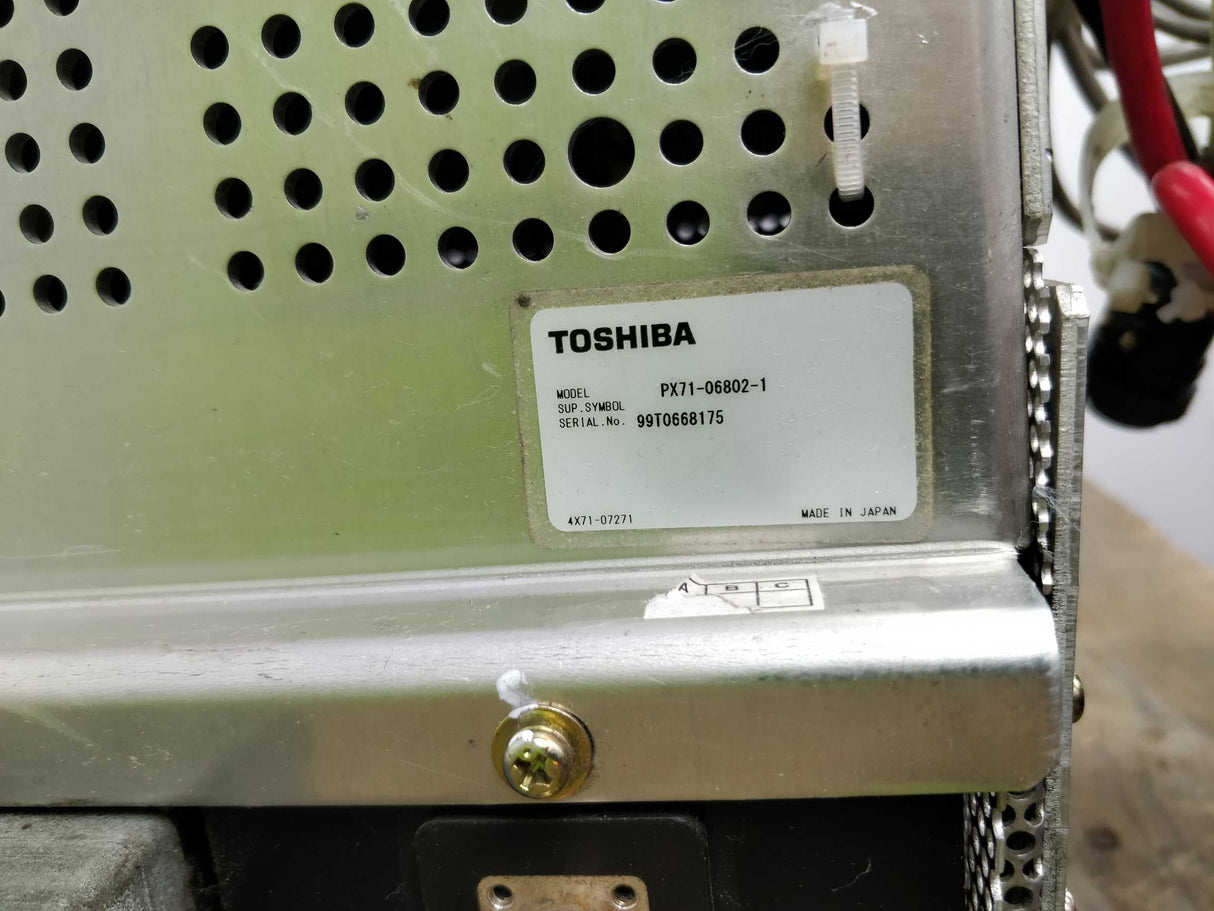 TOSHIBA
MODEL PX71-06802-1
SUP.SYMBOL
SERIAL.No. 99T0668175
4X71-07271 MADE IN JAPAN
A B C